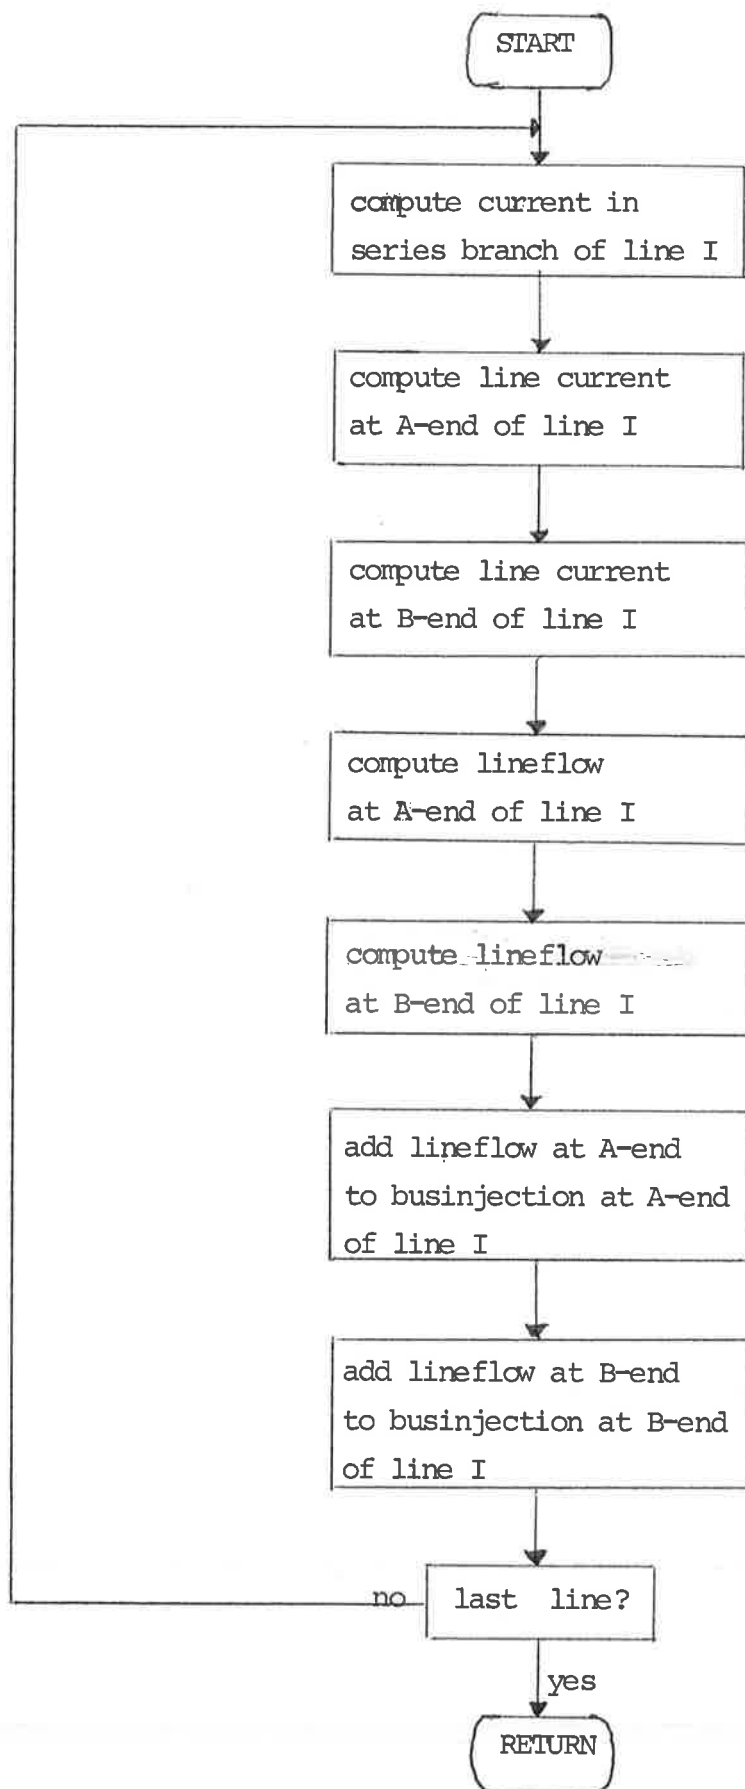 START
compute current in
series branch of line I
compute line current
at A-end of line I
compute line current
at B-end of line I
compute lineflow
at A-end of line I
compute lineflow
at B-end of line I
add lineflow at A-end
to businjection at A-end
of line I
add lineflow at B-end
to businjection at B-end
of line I
no last line?
yes
RETURN